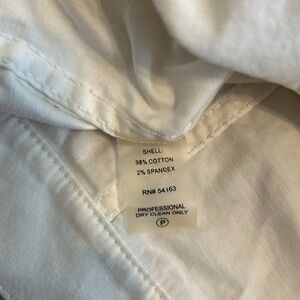 SHELL:
98% COTTON
2% SPANDEX
RN# 54163
PROFESSIONAL
DRY CLEAN ONLY
P